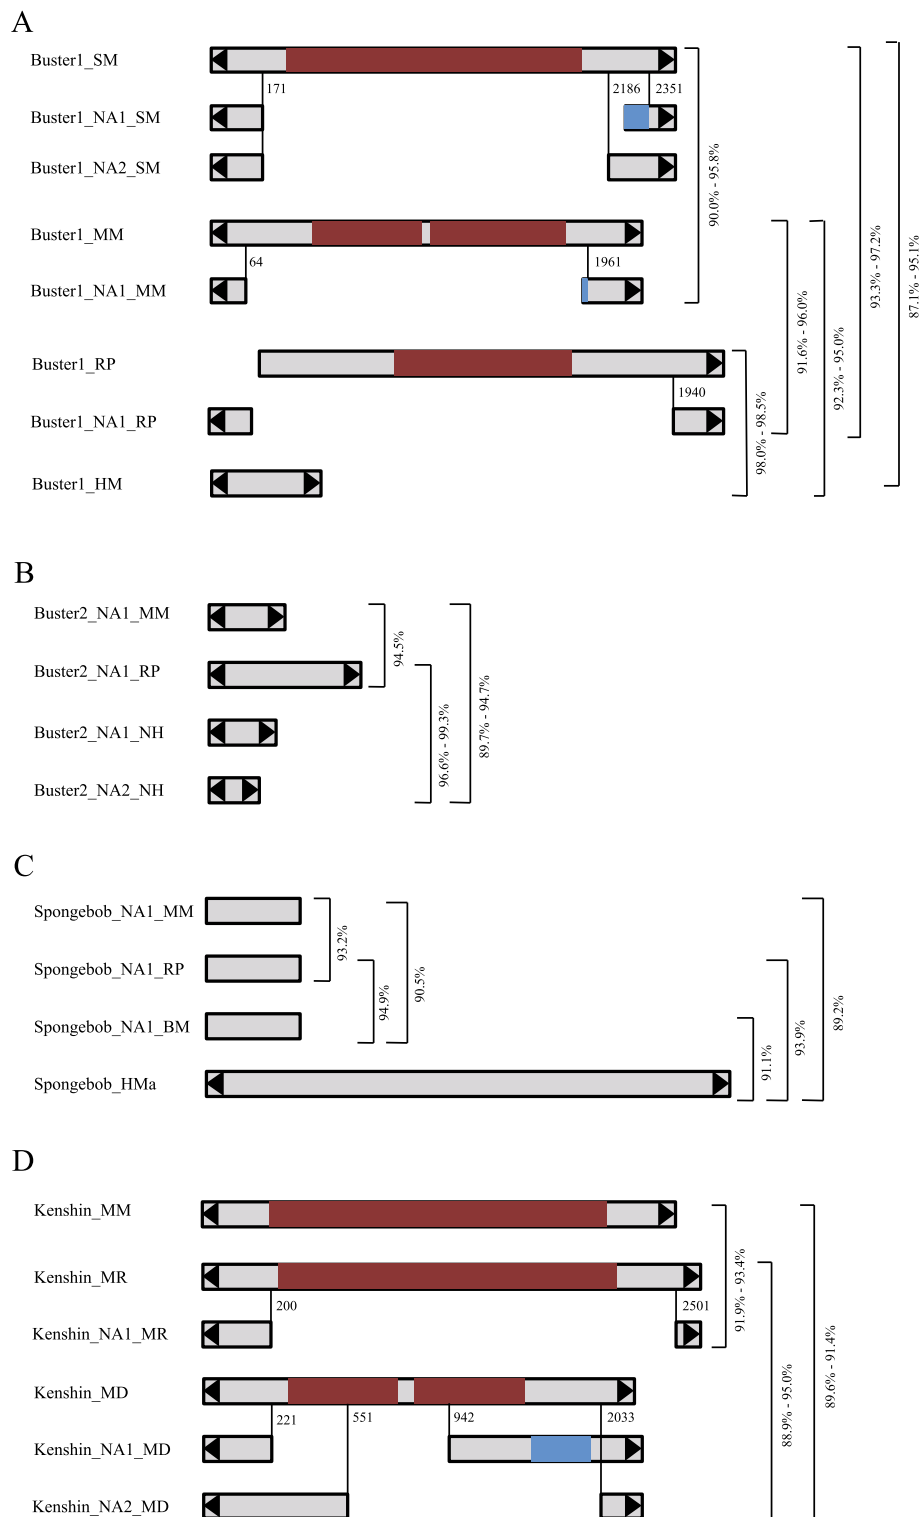 A
Buster1_SM
171
2186
2351
Buster1_NA1_SM
Buster1_NA2_SM
90.0% - 95.8%
Buster1_MM
64
1961
Buster1_NA1_MM
93.3% - 97.2%
87.1% - 95.1%
91.6% - 96.0%
92.3% - 95.0%
Buster1_RP
1940
Buster1_NA1_RP
98.0% - 98.5%
Buster1_HM
B
Buster2_NA1_MM
94.5%
Buster2_NA1_RP
96.6% - 99.3%
89.7% - 94.7%
Buster2_NA1_NH
Buster2_NA2_NH
C
Spongebob_NA1_MM
93.2%
Spongebob_NA1_RP
94.9%
90.5%
89.2%
Spongebob_NA1_BM
91.1%
93.9%
Spongebob_HMa
D
Kenshin_MM
Kenshin_MR
91.9% - 93.4%
200
2501
Kenshin_NA1_MR
Kenshin_MD
88.9% - 95.0%
89.6% - 91.4%
221
551
942
2033
Kenshin_NA1_MD
Kenshin_NA2_MD